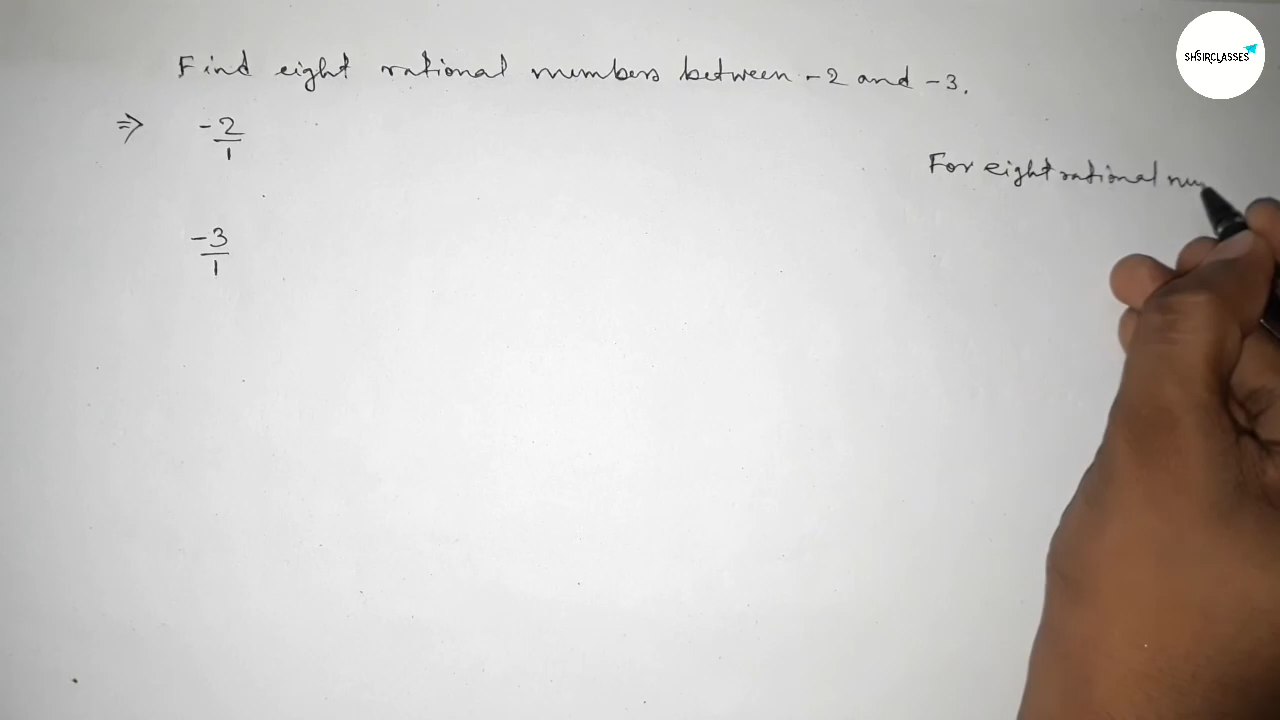 SHSIRCLASSES
Find eight rational numbers between -2 and -3.
⇒ -2/1
For eight rational
-3/1